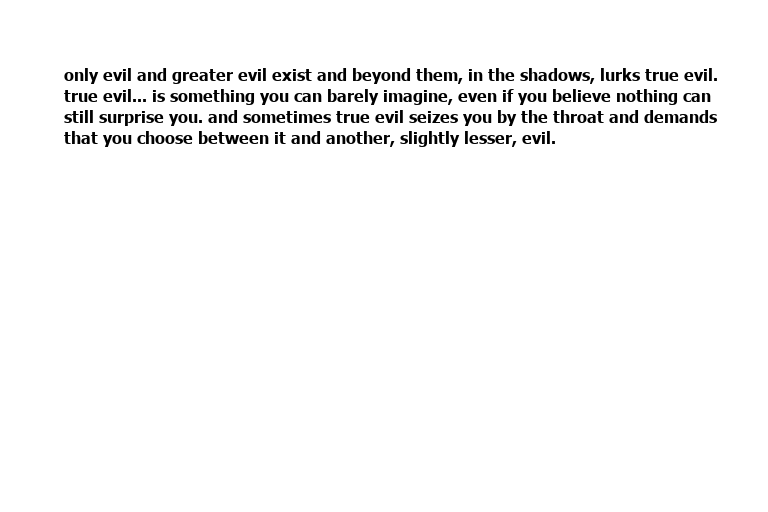 only evil and greater evil exist and beyond them, in the shadows, lurks true evil.
true evil... is something you can barely imagine, even if you believe nothing can
still surprise you. and sometimes true evil seizes you by the throat and demands
that you choose between it and another, slightly lesser, evil.